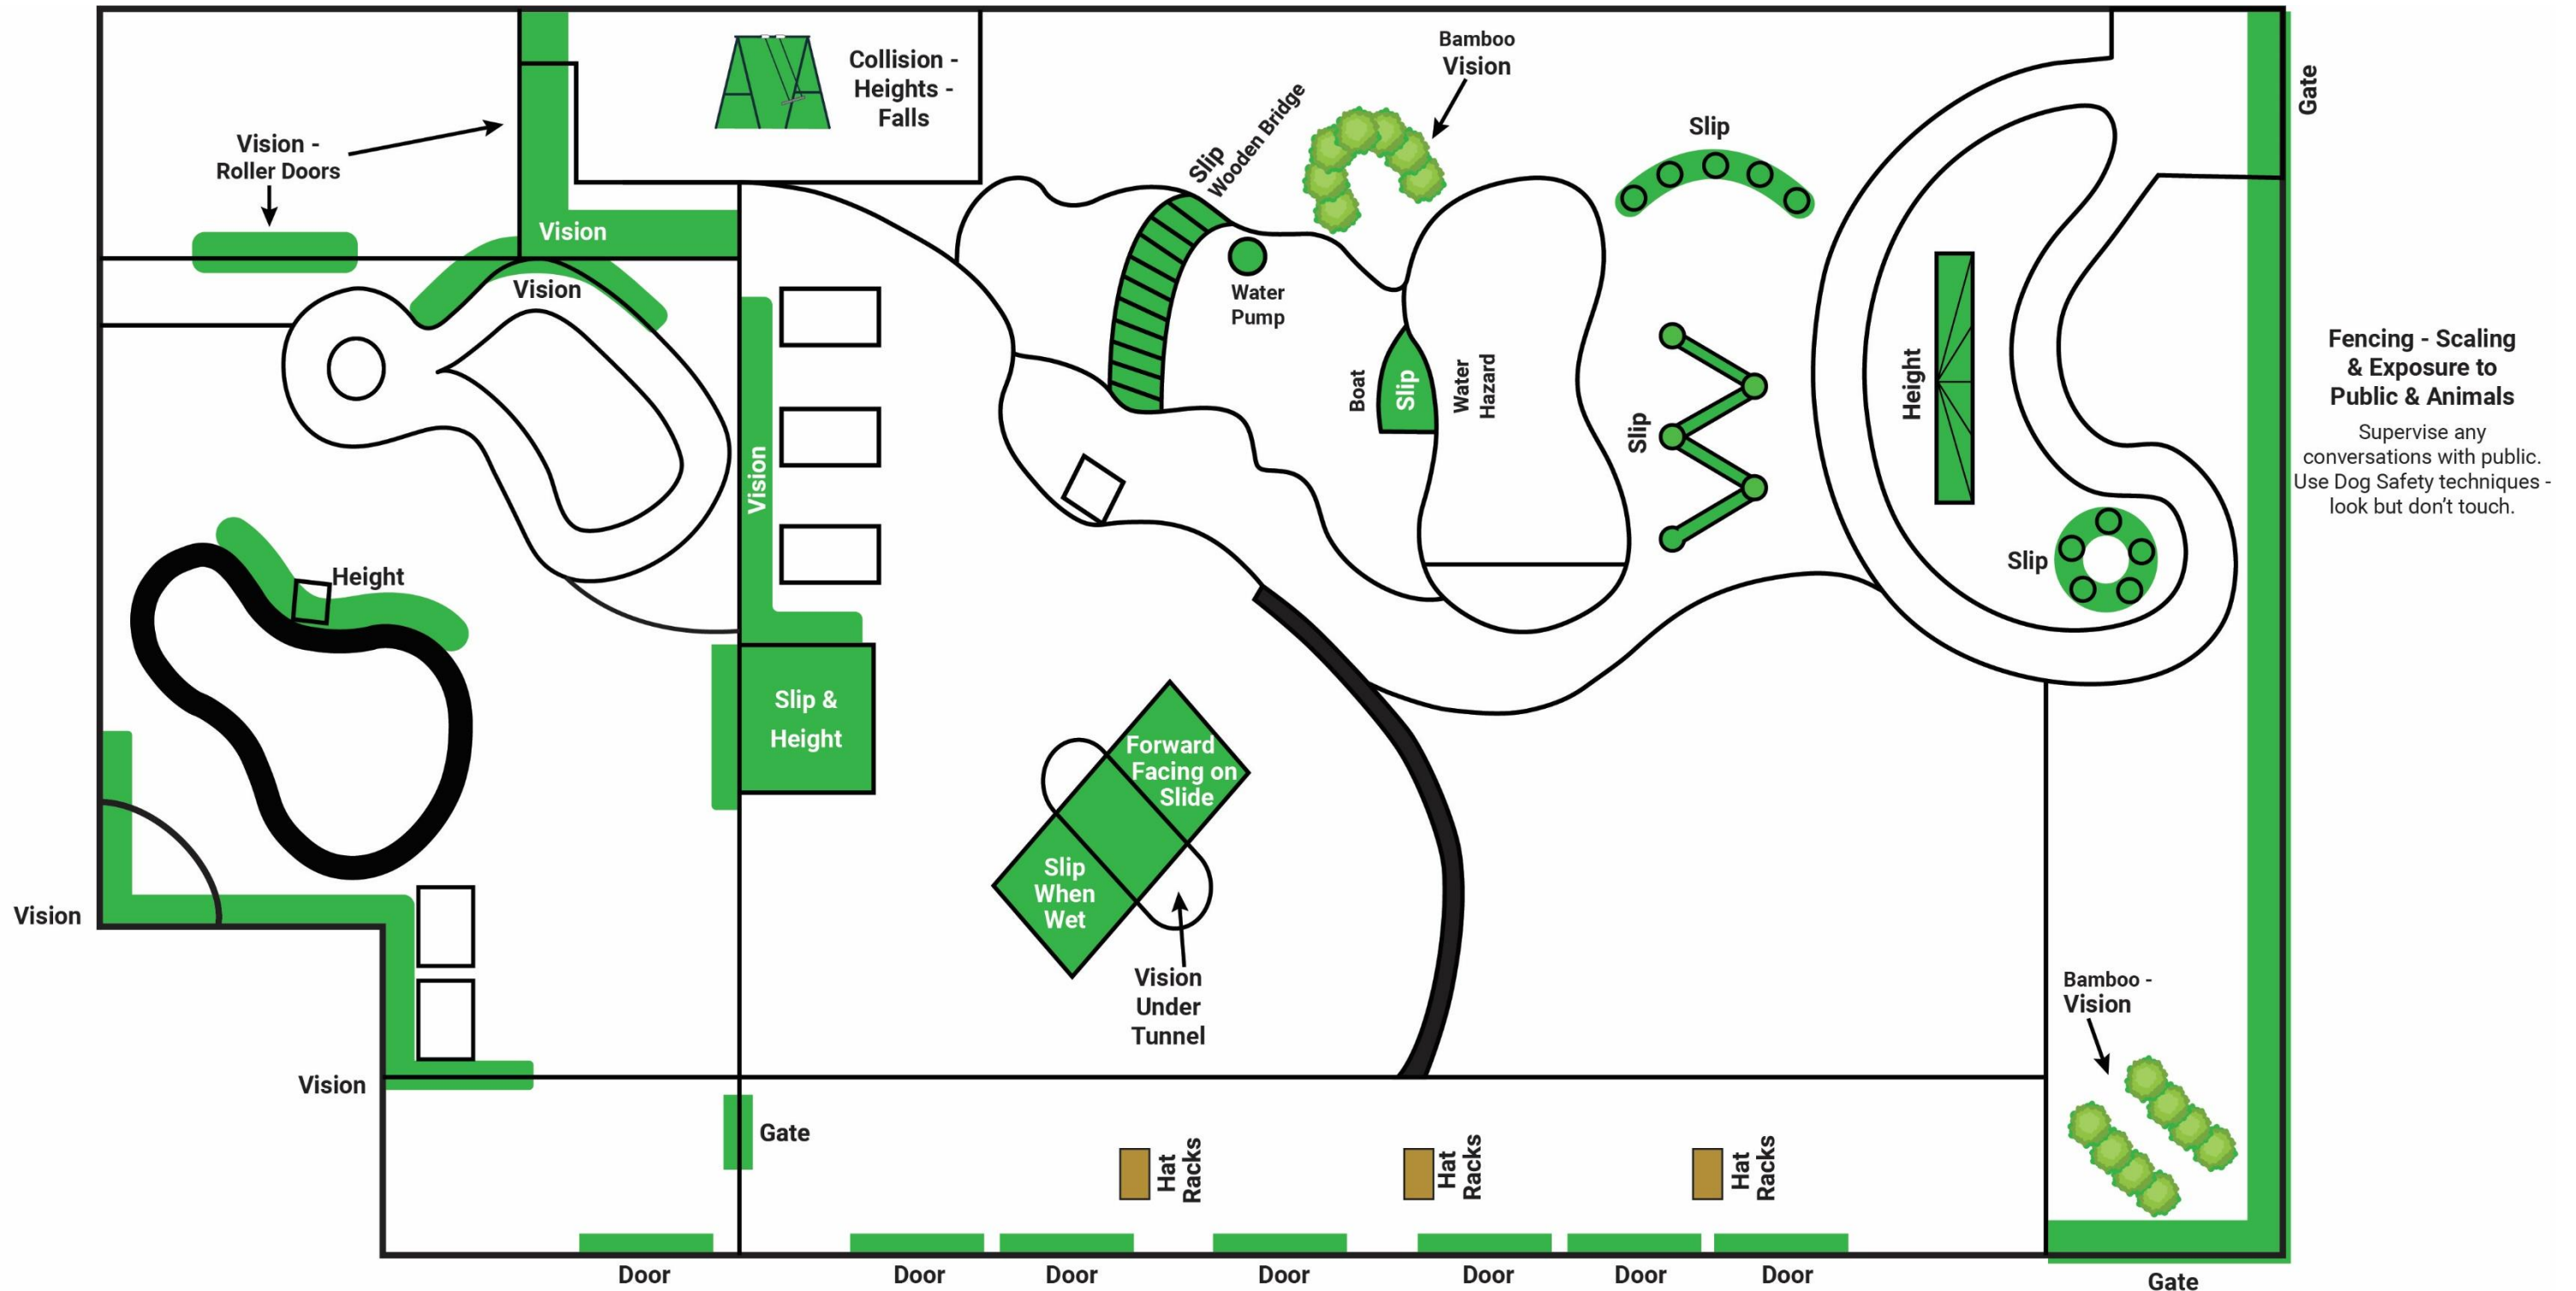 Bamboo
Vision
Collision -
Heights -
Falls
Gate
Slip
Wooden Bridge
Slip
Vision -
Roller Doors
Vision
Vision
Water
Pump
Boat
Slip
Water
Hazard
Slip
Height
Fencing - Scaling
& Exposure to
Public & Animals
Supervise any
conversations with public.
Use Dog Safety techniques -
look but don't touch.
Vision
Height
Slip
Slip &
Height
Forward
Facing on
Slide
Slip
When
Wet
Vision
Vision
Under
Tunnel
Bamboo -
Vision
Vision
Gate
Hat
Racks
Hat
Racks
Hat
Racks
Door
Door
Door
Door
Door
Door
Door
Gate